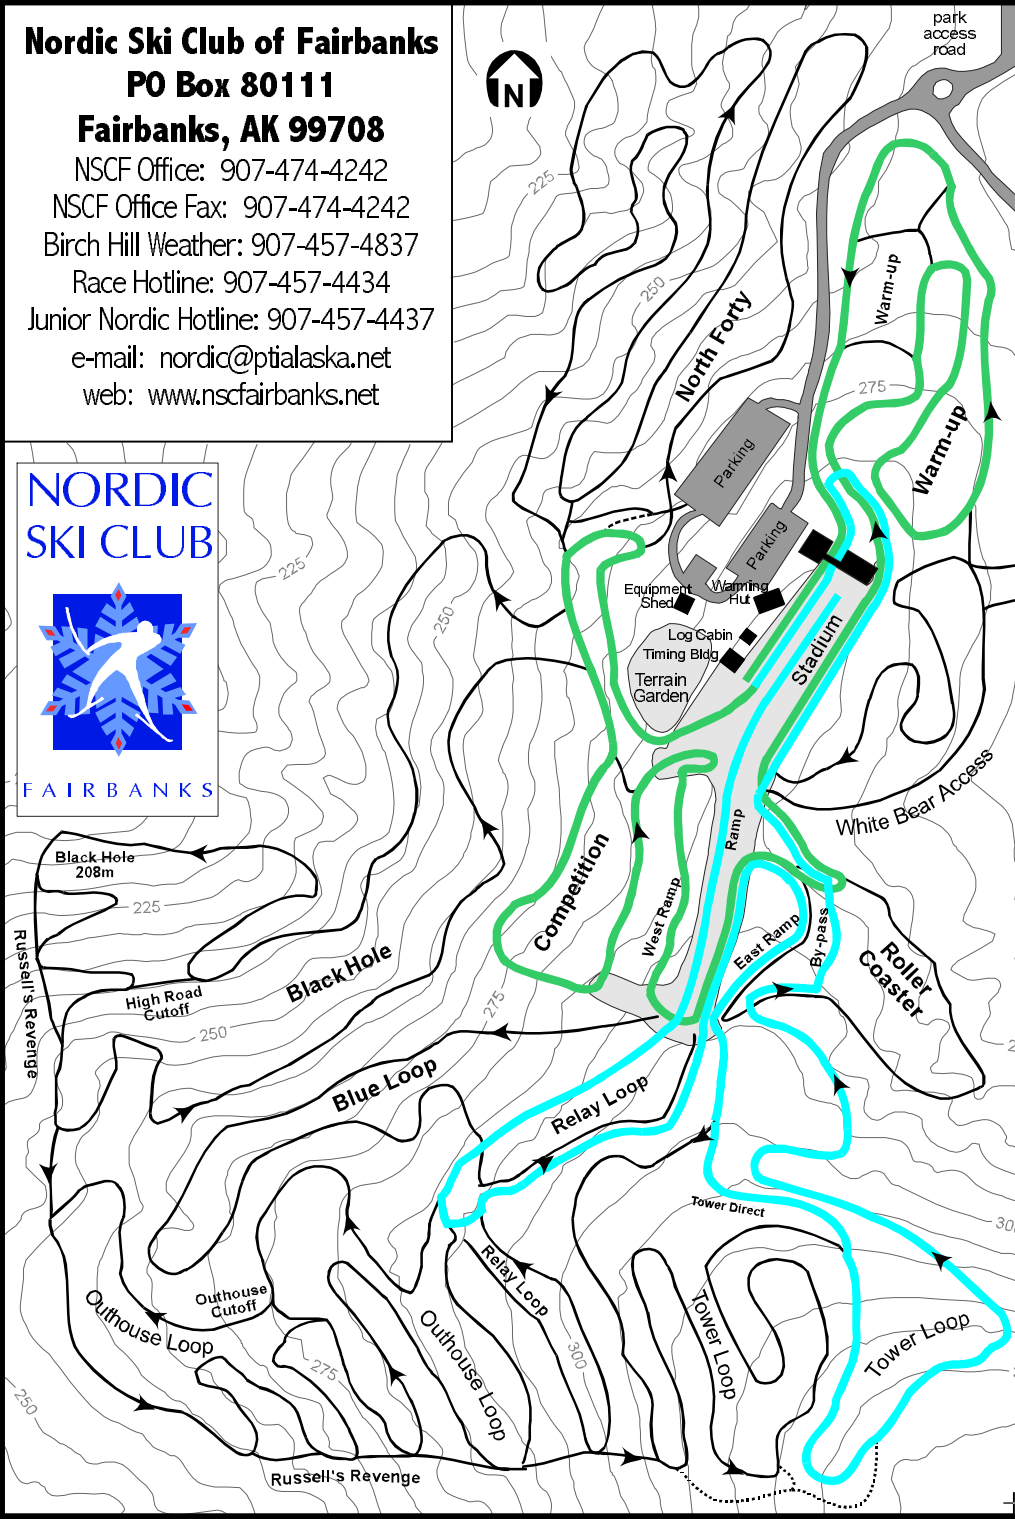 Nordic Ski Club of Fairbanks
PO Box 80111
Fairbanks, AK 99708
NSCF Office: 907-474-4242
NSCF Office Fax: 907-474-4242
Birch Hill Weather: 907-457-4837
Race Hotline: 907-457-4434
Junior Nordic Hotline: 907-457-4437
e-mail: nordic@ptialaska.net
web: www.nscfairbanks.net
N
park
access
road
225
250
North Forty
Warm-up
275
Warm-up
Parking
Parking
NORDIC
SKI CLUB
FAIRBANKS
225
250
Equipment
Shed
Warming
Hut
Log Cabin
Timing Bldg
Terrain
Garden
Stadium
White Bear Access
Ramp
Competition
West Ramp
East Ramp
By-pass
Roller
Coaster
Black Hole
208m
225
Russell's Revenge
High Road
Cutoff
Black Hole
250
275
Blue Loop
Relay Loop
Tower Direct
300
Relay Loop
Outhouse
Cutoff
Outhouse Loop
275
Outhouse Loop
300
Tower Loop
Tower Loop
250
Russell's Revenge